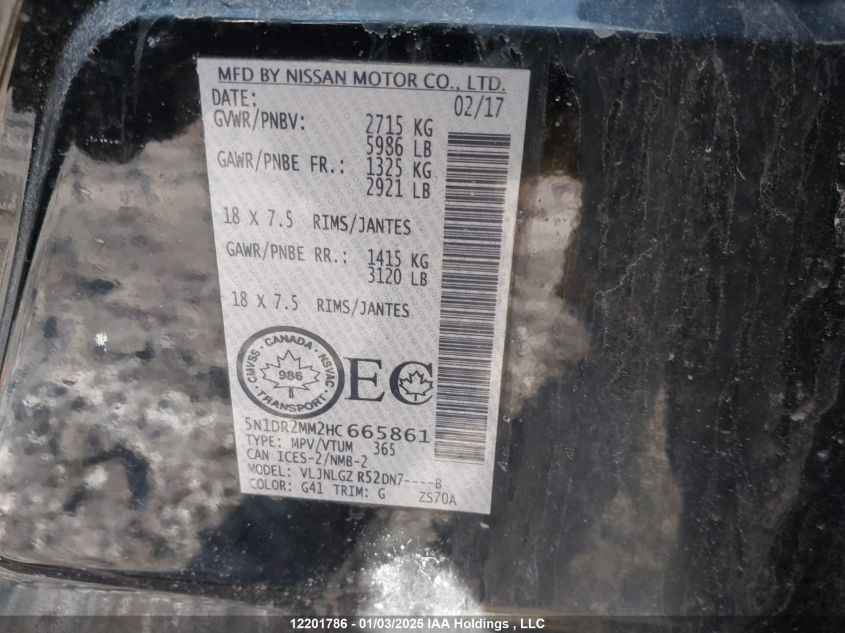 MFD BY NISSAN MOTOR CO., LTD.
DATE: 02/17
GVWR/PNBV: 2715 KG
5986 LB
GAWR/PNBE FR.: 1325 KG
2921 LB
18 X 7.5 RIMS/JANTES
GAWR/PNBE RR.: 1415 KG
3120 LB
18 X 7.5 RIMS/JANTES
CANADA · NSVAC · TRANSPORT · CMVSS ·
986
EC
5N1DR2MM2HC665861
TYPE: MPV/VTUM 365
CAN ICES-2/NMB-2
MODEL: VLJNLGZ R52DN7----B
COLOR: G41 TRIM: G ZS70A
12201786 - 01/03/2025 IAA Holdings , LLC